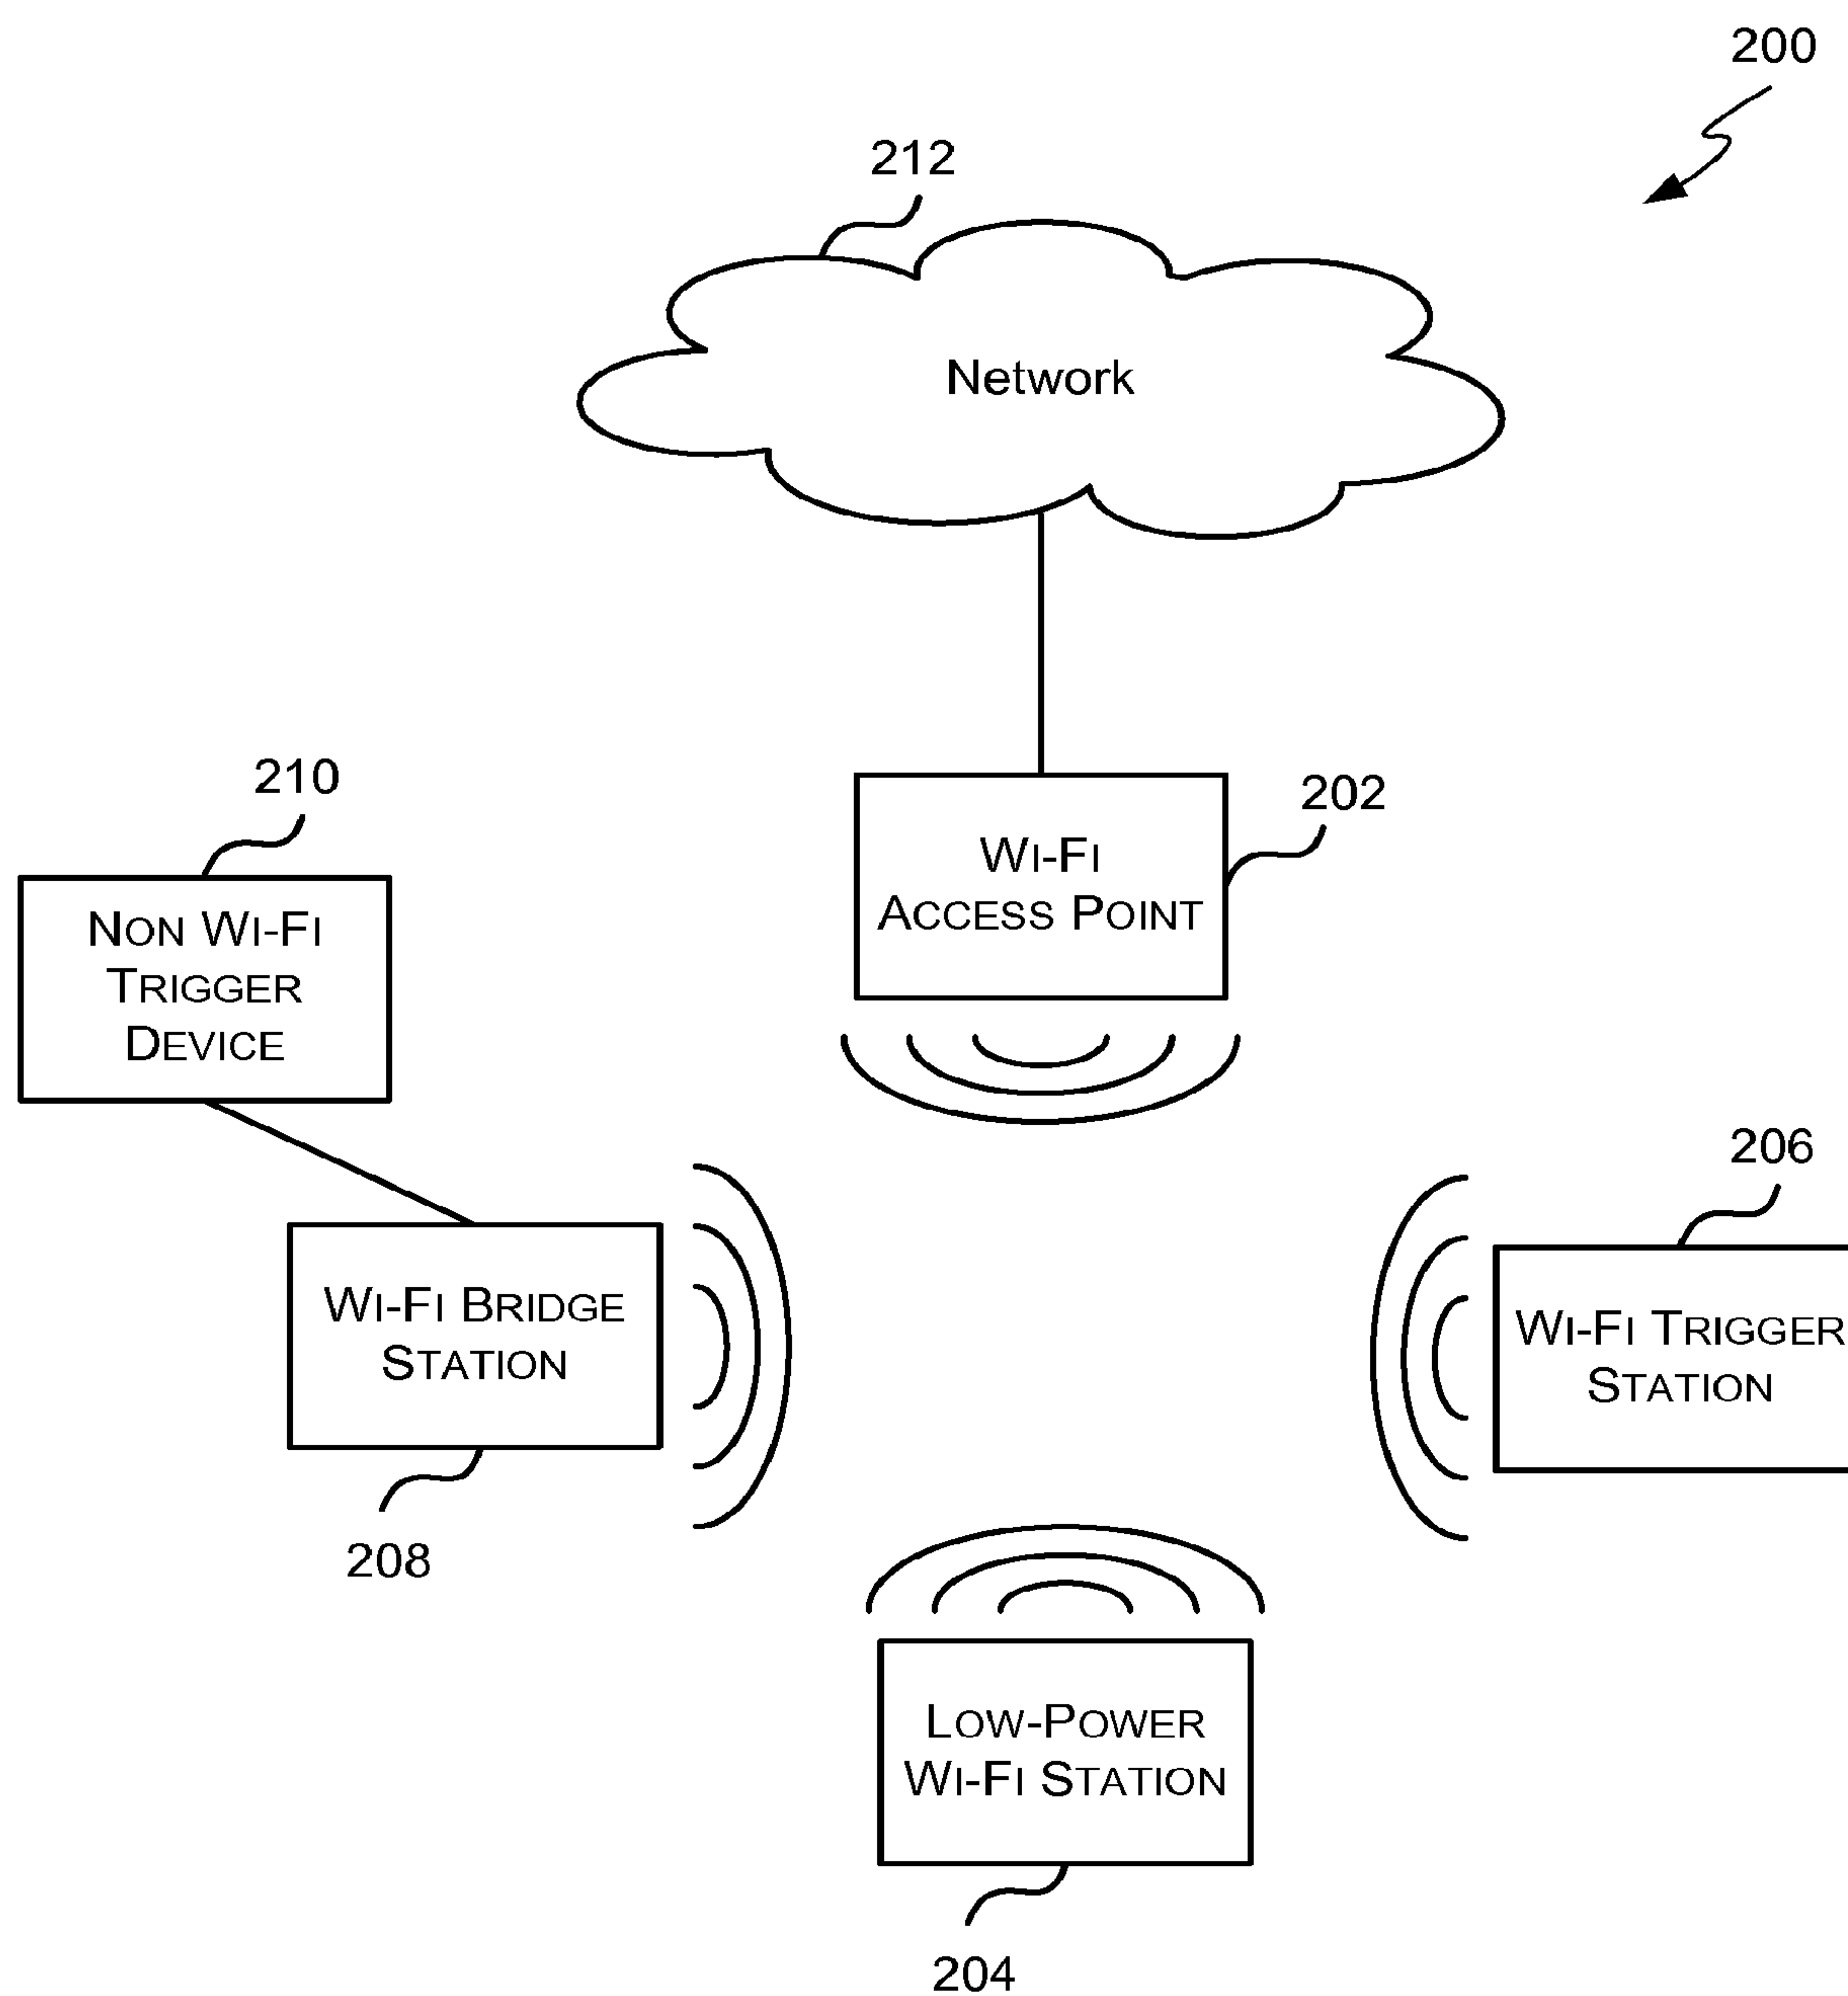 200
212
Network
210
202
WI-FI
ACCESS POINT
NON WI-FI
TRIGGER
DEVICE
206
WI-FI BRIDGE
STATION
WI-FI TRIGGER
STATION
208
LOW-POWER
WI-FI STATION
204